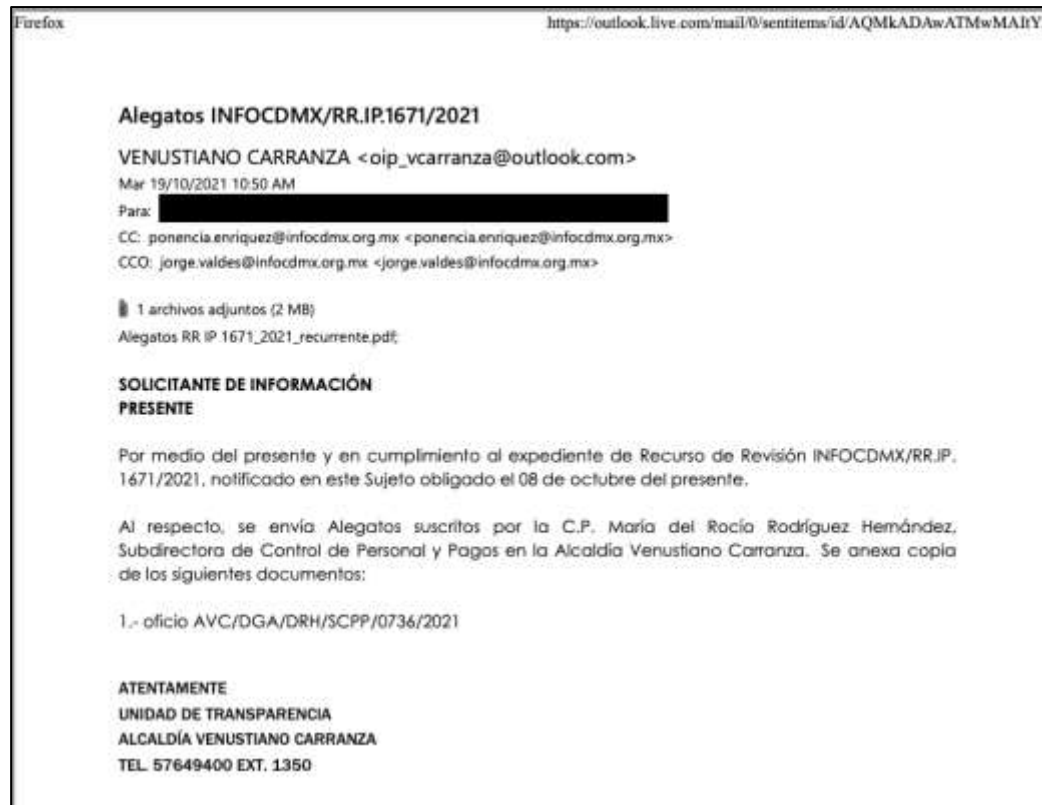 Firefox
https://outlook.live.com/mail/0/sentitems/id/AQMkADAwATMwMAItY
Alegatos INFOCDMX/RR.IP.1671/2021
VENUSTIANO CARRANZA <oip_vcarranza@outlook.com>
Mar 19/10/2021 10:50 AM
Para:
CC: ponencia.enriquez@infocdmx.org.mx <ponencia.enriquez@infocdmx.org.mx>
CCO: jorge.valdes@infocdmx.org.mx <jorge.valdes@infocdmx.org.mx>
1 archivos adjuntos (2 MB)
Alegatos RR IP 1671_2021_recurrente.pdf;
SOLICITANTE DE INFORMACIÓN
PRESENTE
Por medio del presente y en cumplimiento al expediente de Recurso de Revisión INFOCDMX/RR.IP.
1671/2021, notificado en este Sujeto obligado el 08 de octubre del presente.
Al respecto, se envía Alegatos suscritos por la C.P. María del Rocío Rodríguez Hernández,
Subdirectora de Control de Personal y Pagos en la Alcaldía Venustiano Carranza. Se anexa copia
de los siguientes documentos:
1.- oficio AVC/DGA/DRH/SCPP/0736/2021
ATENTAMENTE
UNIDAD DE TRANSPARENCIA
ALCALDÍA VENUSTIANO CARRANZA
TEL. 57649400 EXT. 1350